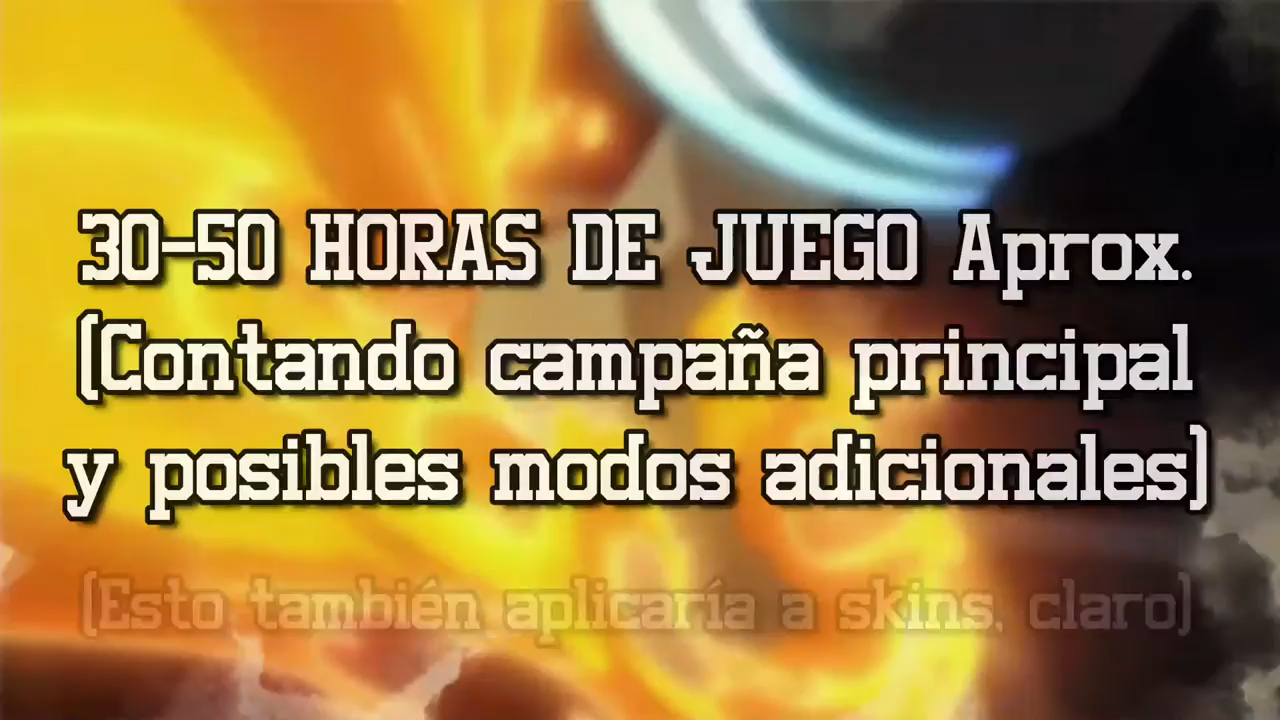 30-50 HORAS DE JUEGO Aprox.
(Contando campaña principal
y posibles modos adicionales)
(Esto también aplicaría a skins, claro)